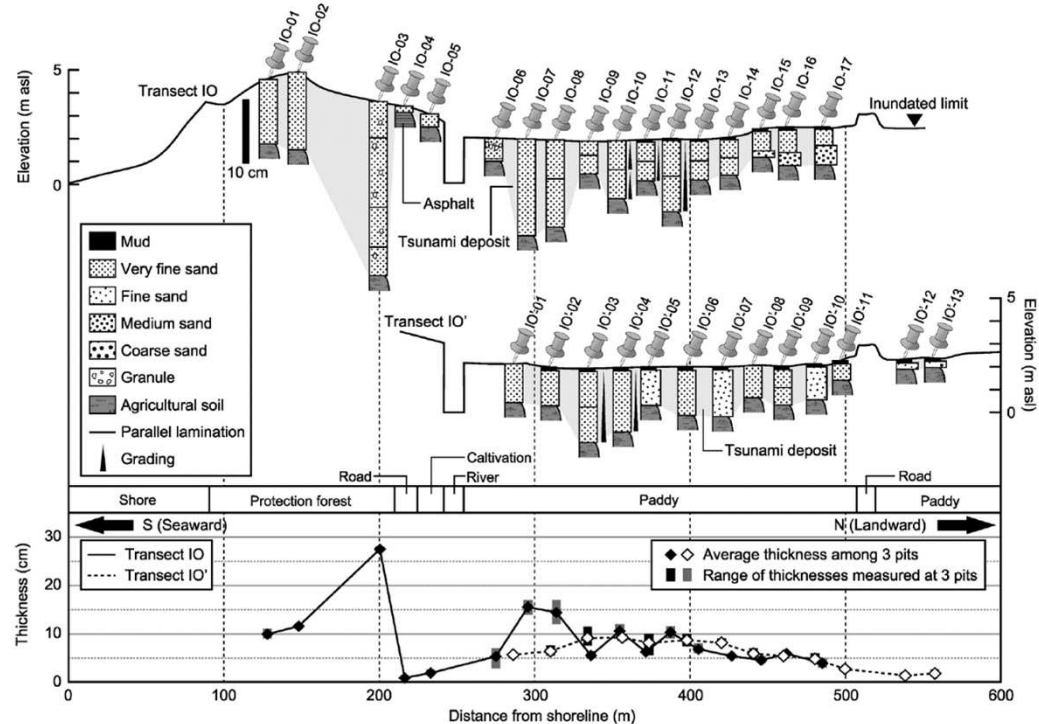 IO-01
IO-02
IO-03
IO-04
IO-05
IO-06
IO-07
IO-08
IO-09
IO-10
IO-11
IO-12
IO-13
IO-14
IO-15
IO-16
IO-17
Elevation (m asl)
5
0
Transect IO
10 cm
Asphalt
Tsunami deposit
Inundated limit
Mud
Very fine sand
Fine sand
Medium sand
Coarse sand
Granule
Agricultural soil
Parallel lamination
Grading
Transect IO'
IO'-01
IO'-02
IO'-03
IO'-04
IO'-05
IO'-06
IO'-07
IO'-08
IO'-09
IO'-10
IO'-11
IO'-12
IO'-13
5
0
Elevation (m asl)
Tsunami deposit
Road
Cultivation
River
Road
Shore
Protection forest
Paddy
Paddy
S (Seaward)
N (Landward)
Thickness (cm)
30
20
10
0
Transect IO
Transect IO'
Average thickness among 3 pits
Range of thicknesses measured at 3 pits
0 100 200 300 400 500 600
Distance from shoreline (m)